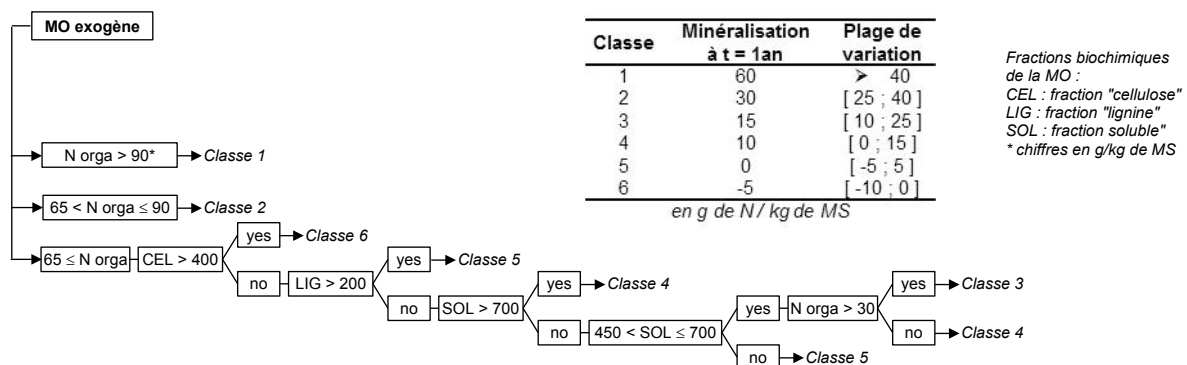 MO exogène
N orga > 90* Classe 1
65 < N orga ≤ 90 Classe 2
65 ≤ N orga CEL > 400 yes Classe 6
no LIG > 200 yes Classe 5
no SOL > 700 yes Classe 4
no 450 < SOL ≤ 700 yes N orga > 30 yes Classe 3
no Classe 4
no Classe 5
Classe Minéralisation à t = 1an Plage de variation
1 60 ➢ 40
2 30 [ 25 ; 40 ]
3 15 [ 10 ; 25 ]
4 10 [ 0 ; 15 ]
5 0 [ -5 ; 5 ]
6 -5 [ -10 ; 0 ]
en g de N / kg de MS
Fractions biochimiques
de la MO :
CEL : fraction "cellulose"
LIG : fraction "lignine"
SOL : fraction soluble"
* chiffres en g/kg de MS